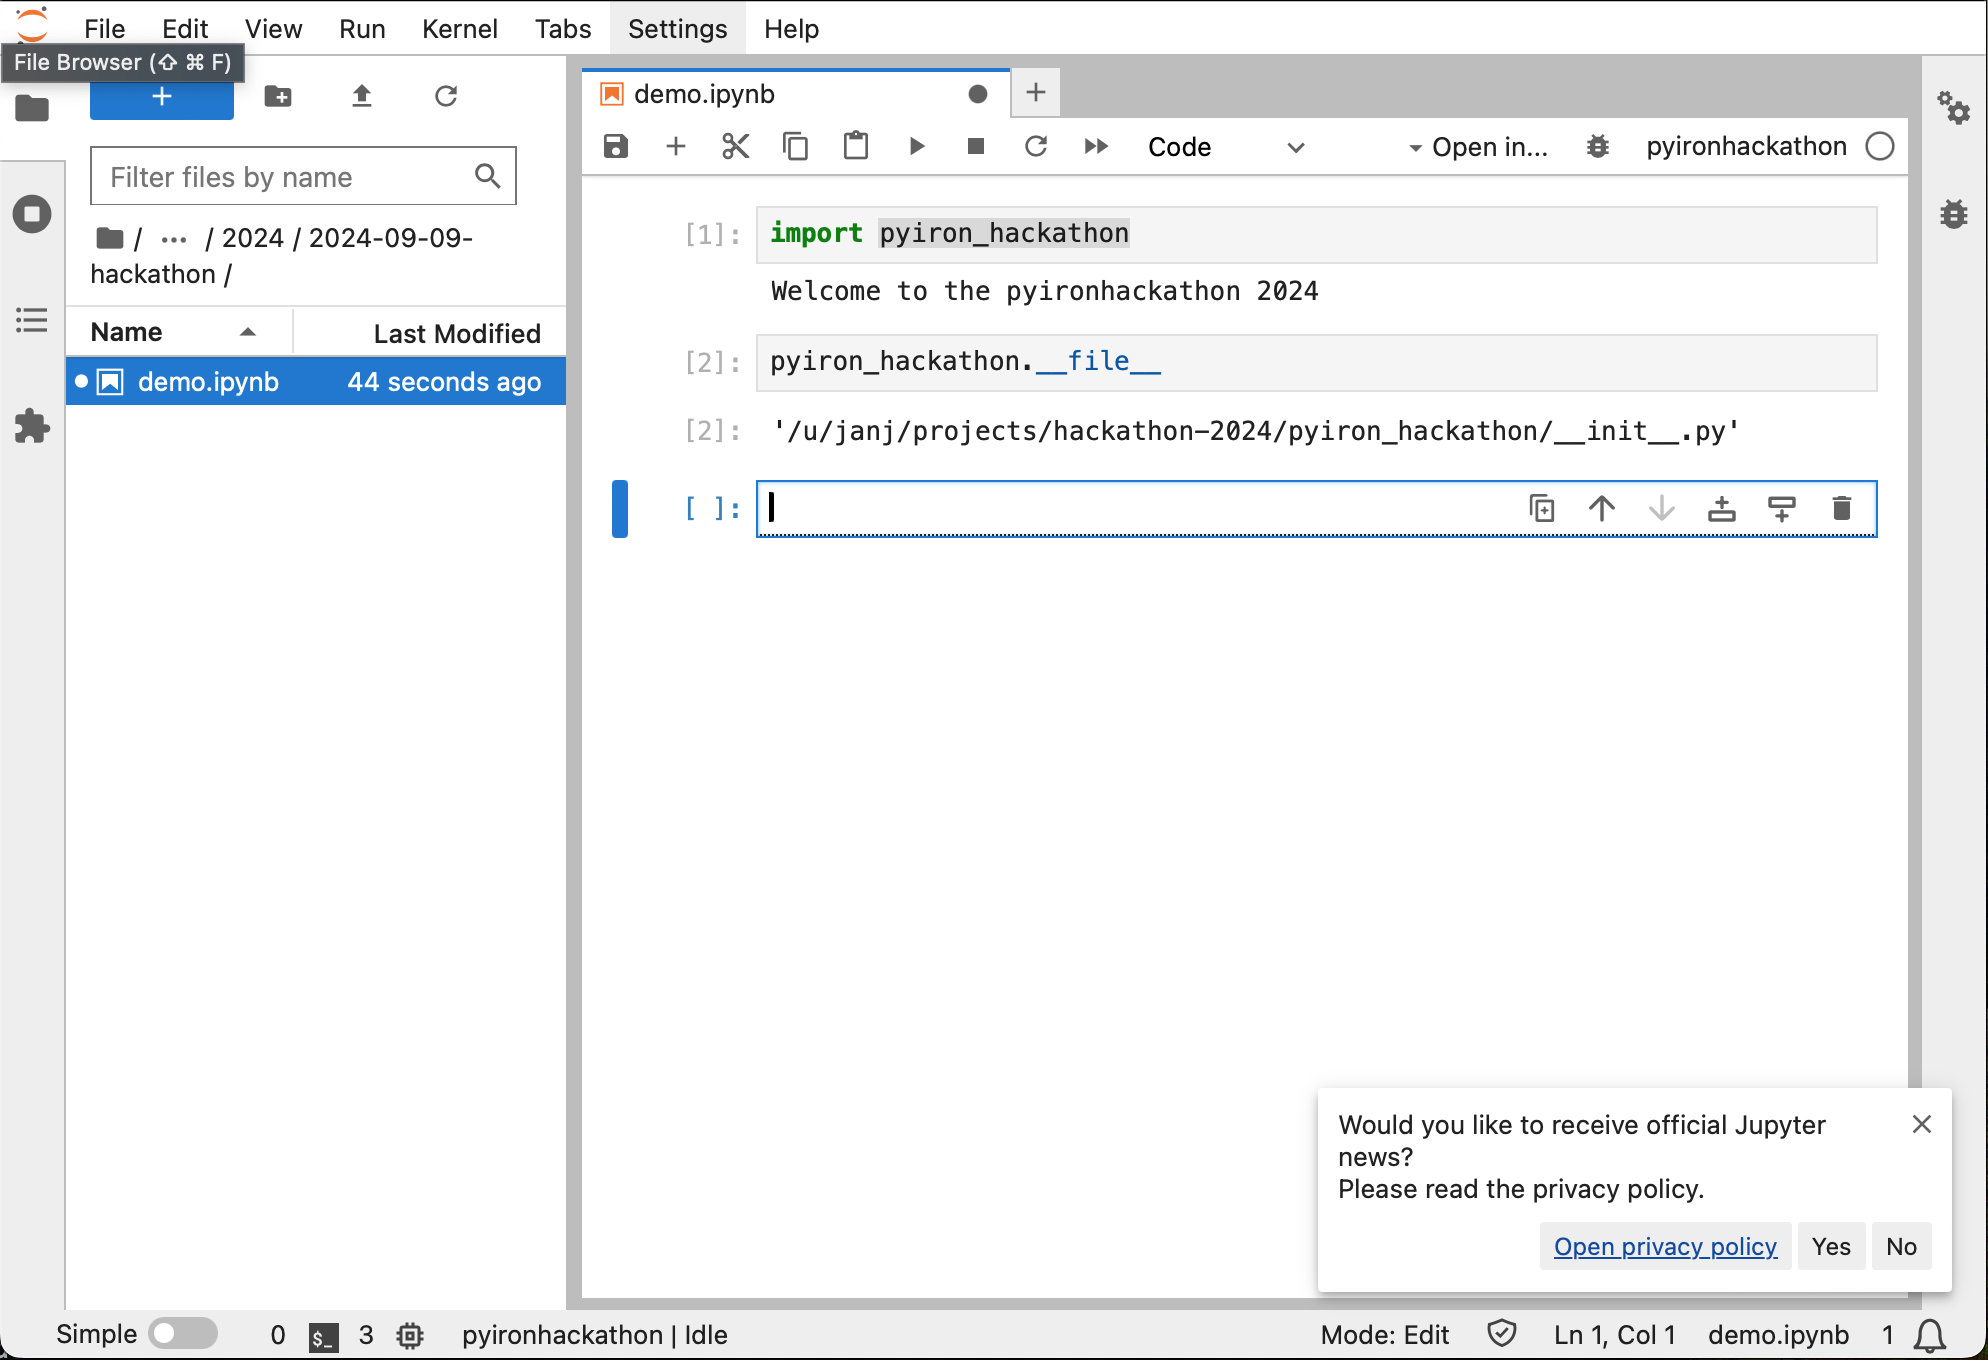 File Edit View Run Kernel Tabs Settings Help
File Browser (⇧ ⌘ F)
Filter files by name
/ ··· / 2024 / 2024-09-09-
hackathon /
Name Last Modified
demo.ipynb 44 seconds ago
demo.ipynb
Code Open in... pyironhackathon
[1]: import pyiron_hackathon
Welcome to the pyironhackathon 2024
[2]: pyiron_hackathon.__file__
[2]: '/u/janj/projects/hackathon-2024/pyiron_hackathon/__init__.py'
[ ]:
Would you like to receive official Jupyter
news?
Please read the privacy policy.
Open privacy policy Yes No
Simple 0 $_ 3 pyironhackathon | Idle Mode: Edit Ln 1, Col 1 demo.ipynb 1